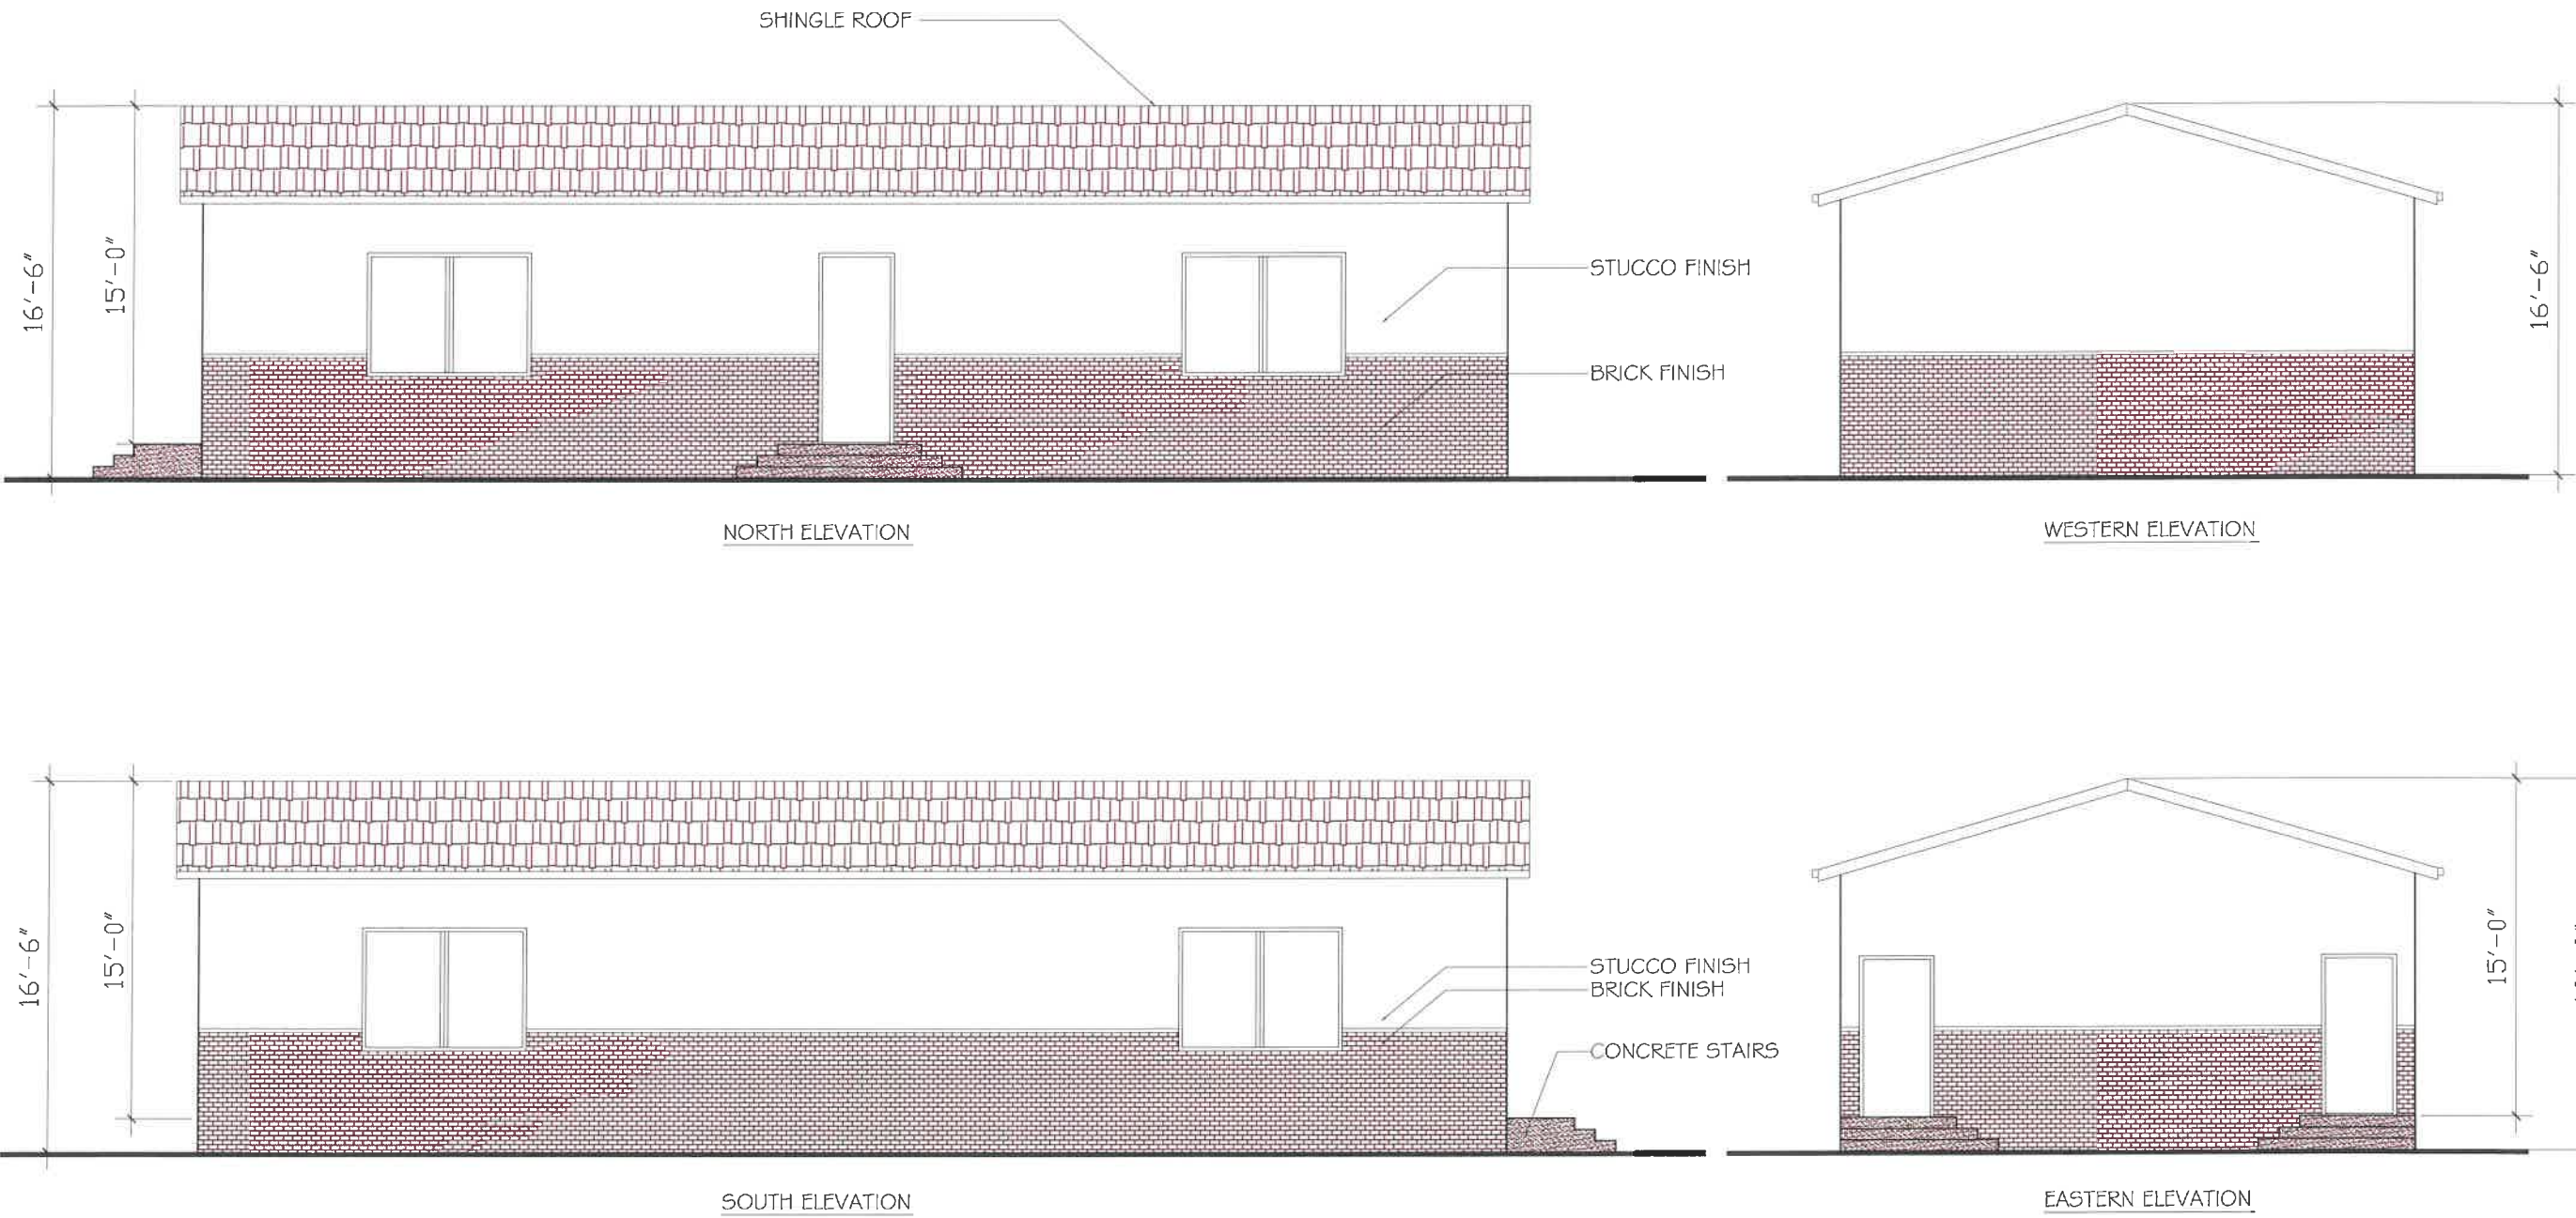 SHINGLE ROOF
16'-6"
15'-0"
STUCCO FINISH
BRICK FINISH
16'-6"
NORTH ELEVATION
WESTERN ELEVATION
16'-6"
15'-0"
STUCCO FINISH
BRICK FINISH
CONCRETE STAIRS
15'-0"
SOUTH ELEVATION
EASTERN ELEVATION